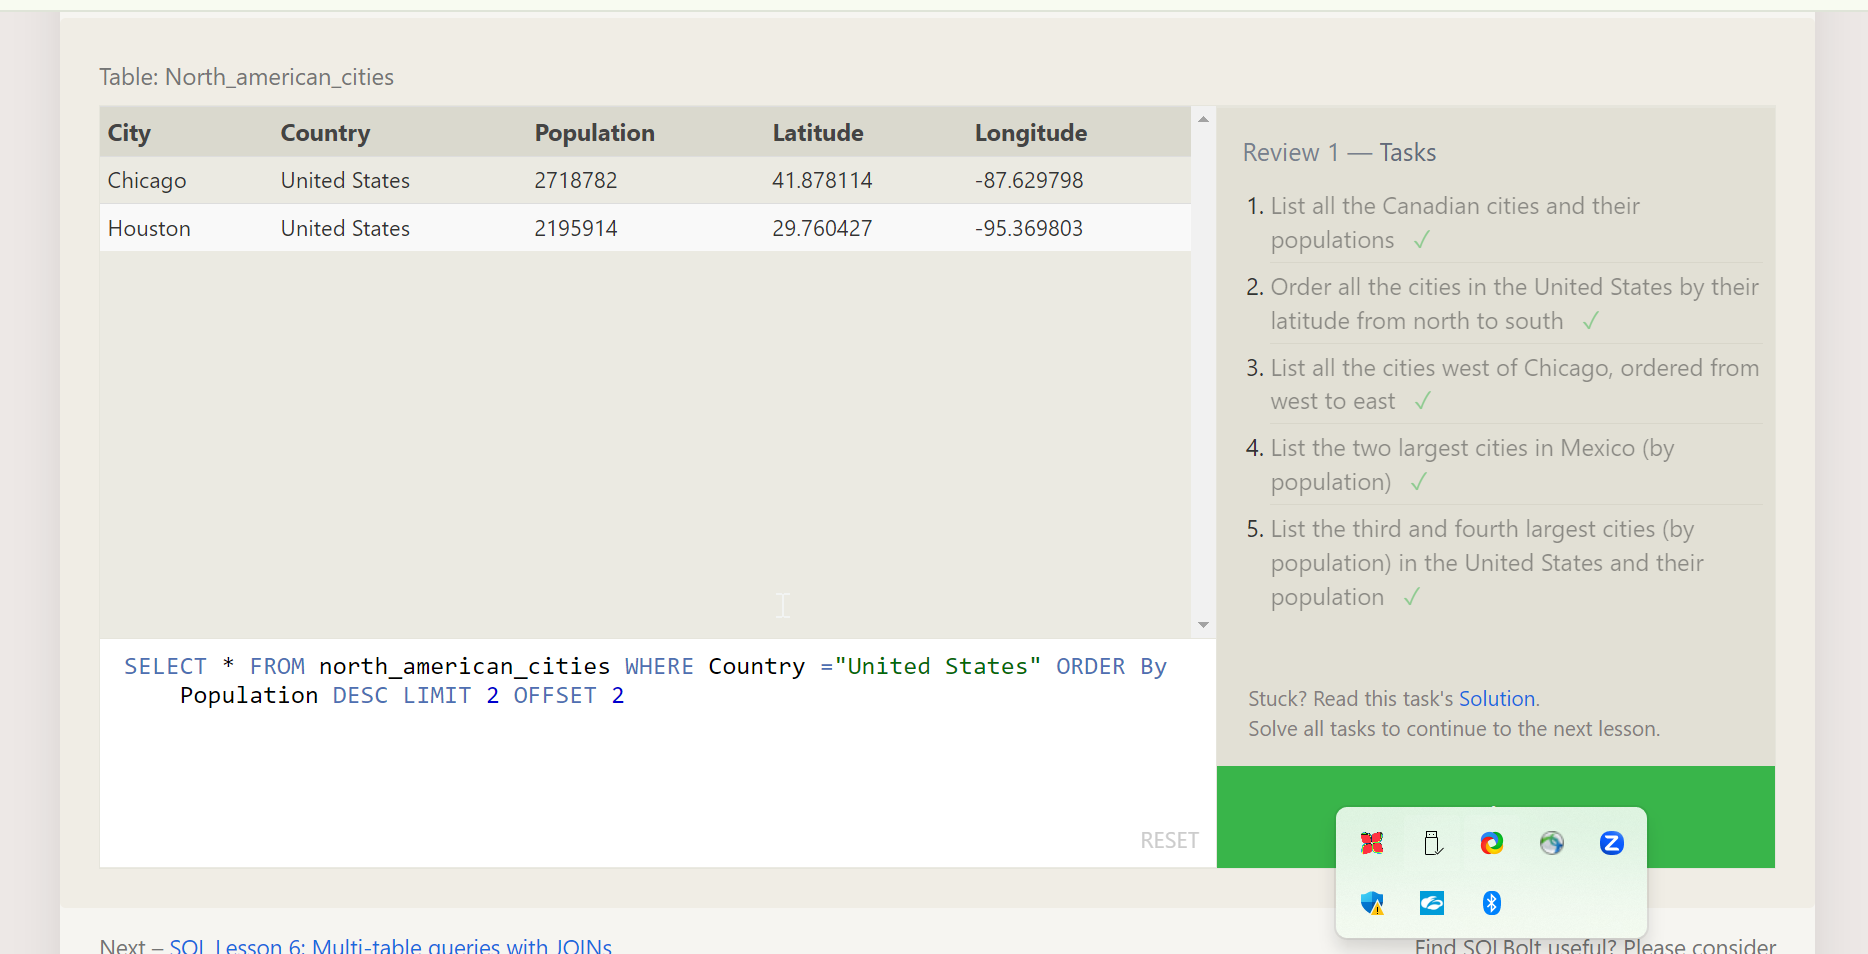 Table: North_american_cities
City Country Population Latitude Longitude
Chicago United States 2718782 41.878114 -87.629798
Houston United States 2195914 29.760427 -95.369803
SELECT * FROM north_american_cities WHERE Country ="United States" ORDER By
Population DESC LIMIT 2 OFFSET 2
RESET
Review 1 — Tasks
1. List all the Canadian cities and their
populations ✓
2. Order all the cities in the United States by their
latitude from north to south ✓
3. List all the cities west of Chicago, ordered from
west to east ✓
4. List the two largest cities in Mexico (by
population) ✓
5. List the third and fourth largest cities (by
population) in the United States and their
population ✓
Stuck? Read this task's Solution.
Solve all tasks to continue to the next lesson.
Next – SQL Lesson 6: Multi-table queries with JOINs
Find SQLBolt useful? Please consider